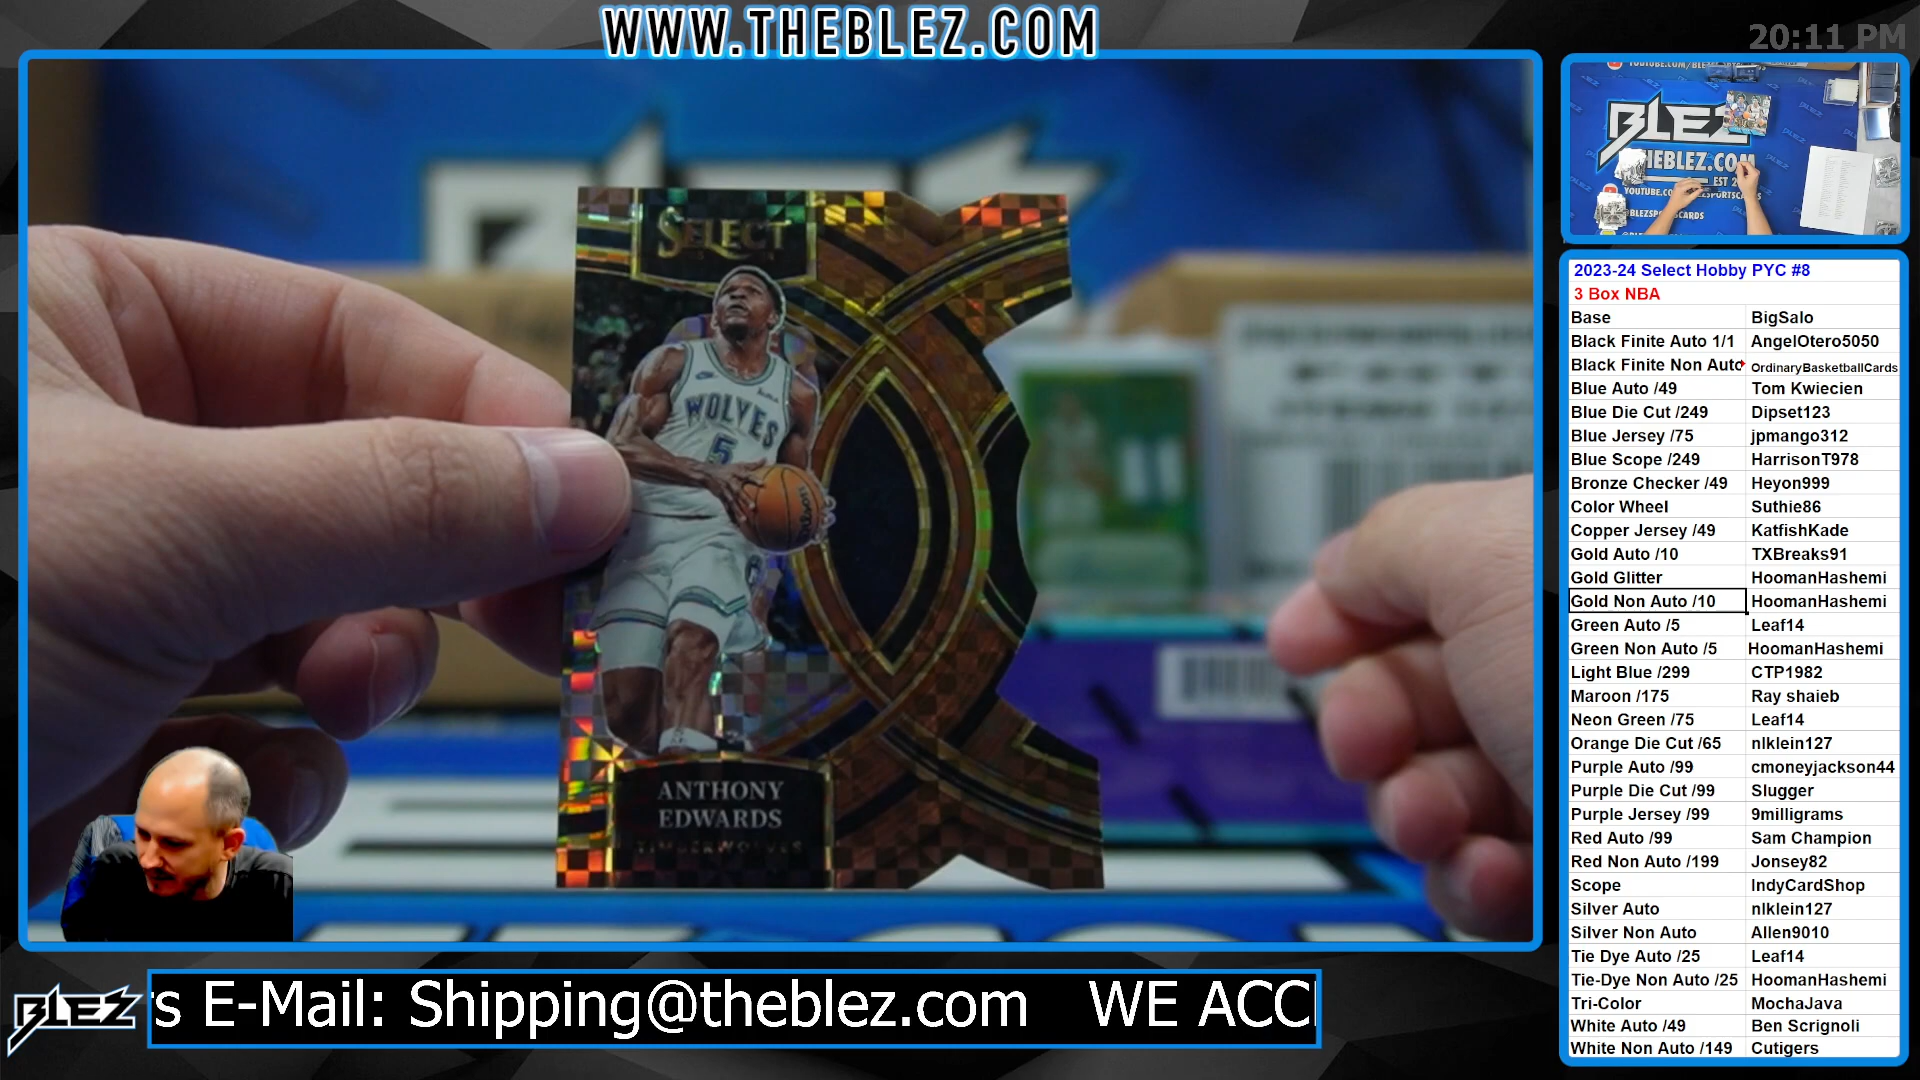 WWW.THEBLEZ.COM
20:11 PM
SELECT
WOLVES
5
Wilson
ANTHONY
EDWARDS
TIMBERWOLVES
BLEZ
THEBLEZ.COM
EST 2
2023-24 Select Hobby PYC #8
3 Box NBA
Base BigSalo
Black Finite Auto 1/1 AngelOtero5050
Black Finite Non Auto OrdinaryBasketballCards
Blue Auto /49 Tom Kwiecien
Blue Die Cut /249 Dipset123
Blue Jersey /75 jpmango312
Blue Scope /249 HarrisonT978
Bronze Checker /49 Heyon999
Color Wheel Suthie86
Copper Jersey /49 KatfishKade
Gold Auto /10 TXBreaks91
Gold Glitter HoomanHashemi
Gold Non Auto /10 HoomanHashemi
Green Auto /5 Leaf14
Green Non Auto /5 HoomanHashemi
Light Blue /299 CTP1982
Maroon /175 Ray shaieb
Neon Green /75 Leaf14
Orange Die Cut /65 nlklein127
Purple Auto /99 cmoneyjackson44
Purple Die Cut /99 Slugger
Purple Jersey /99 9milligrams
Red Auto /99 Sam Champion
Red Non Auto /199 Jonsey82
Scope IndyCardShop
Silver Auto nlklein127
Silver Non Auto Allen9010
Tie Dye Auto /25 Leaf14
Tie-Dye Non Auto /25 HoomanHashemi
Tri-Color MochaJava
White Auto /49 Ben Scrignoli
White Non Auto /149 Cutigers
BLEZ
s E-Mail: Shipping@theblez.com WE ACC